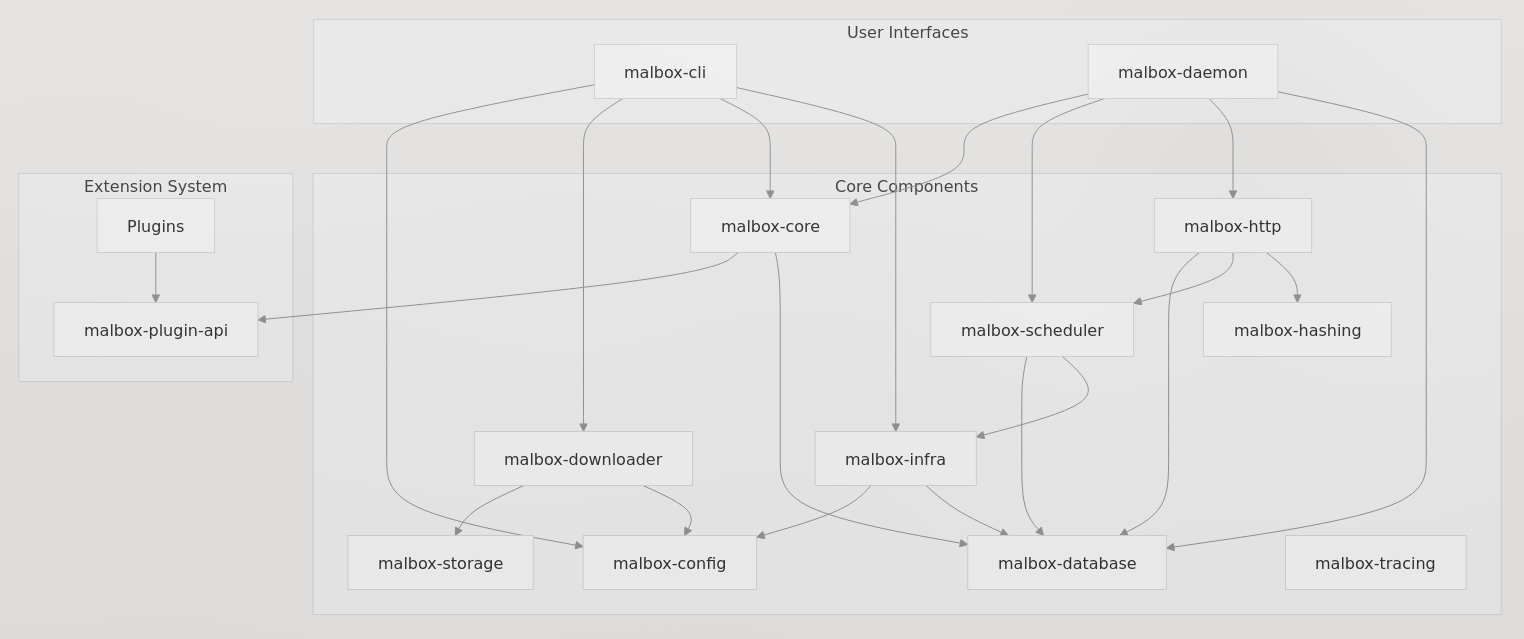 User Interfaces
malbox-cli
malbox-daemon
Extension System
Core Components
Plugins
malbox-core
malbox-http
malbox-plugin-api
malbox-scheduler
malbox-hashing
malbox-downloader
malbox-infra
malbox-storage
malbox-config
malbox-database
malbox-tracing